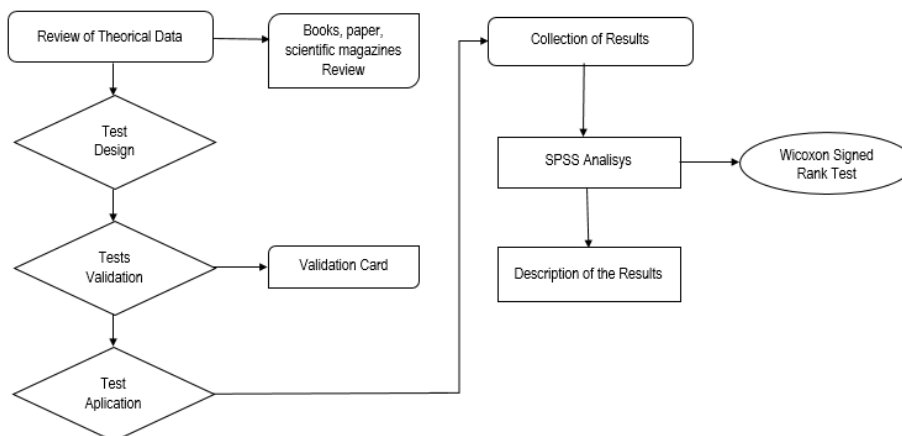 Review of Theorical Data
Books, paper,
scientific magazines
Review
Test
Design
Tests
Validation
Validation Card
Test
Aplication
Collection of Results
SPSS Analisys
Wicoxon Signed
Rank Test
Description of the Results